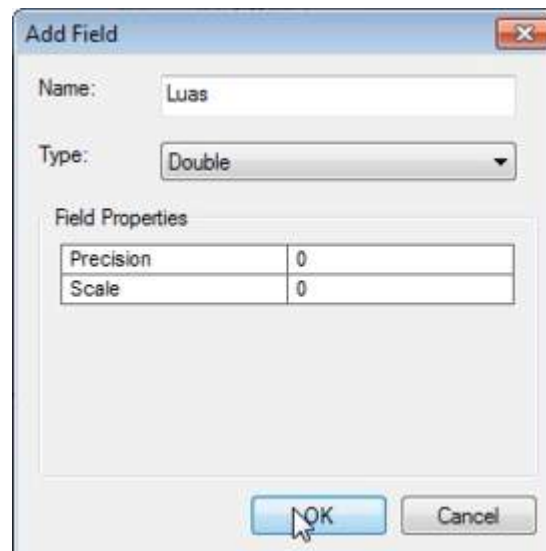 Add Field
Name: Luas
Type: Double
Field Properties
Precision 0
Scale 0
OK Cancel